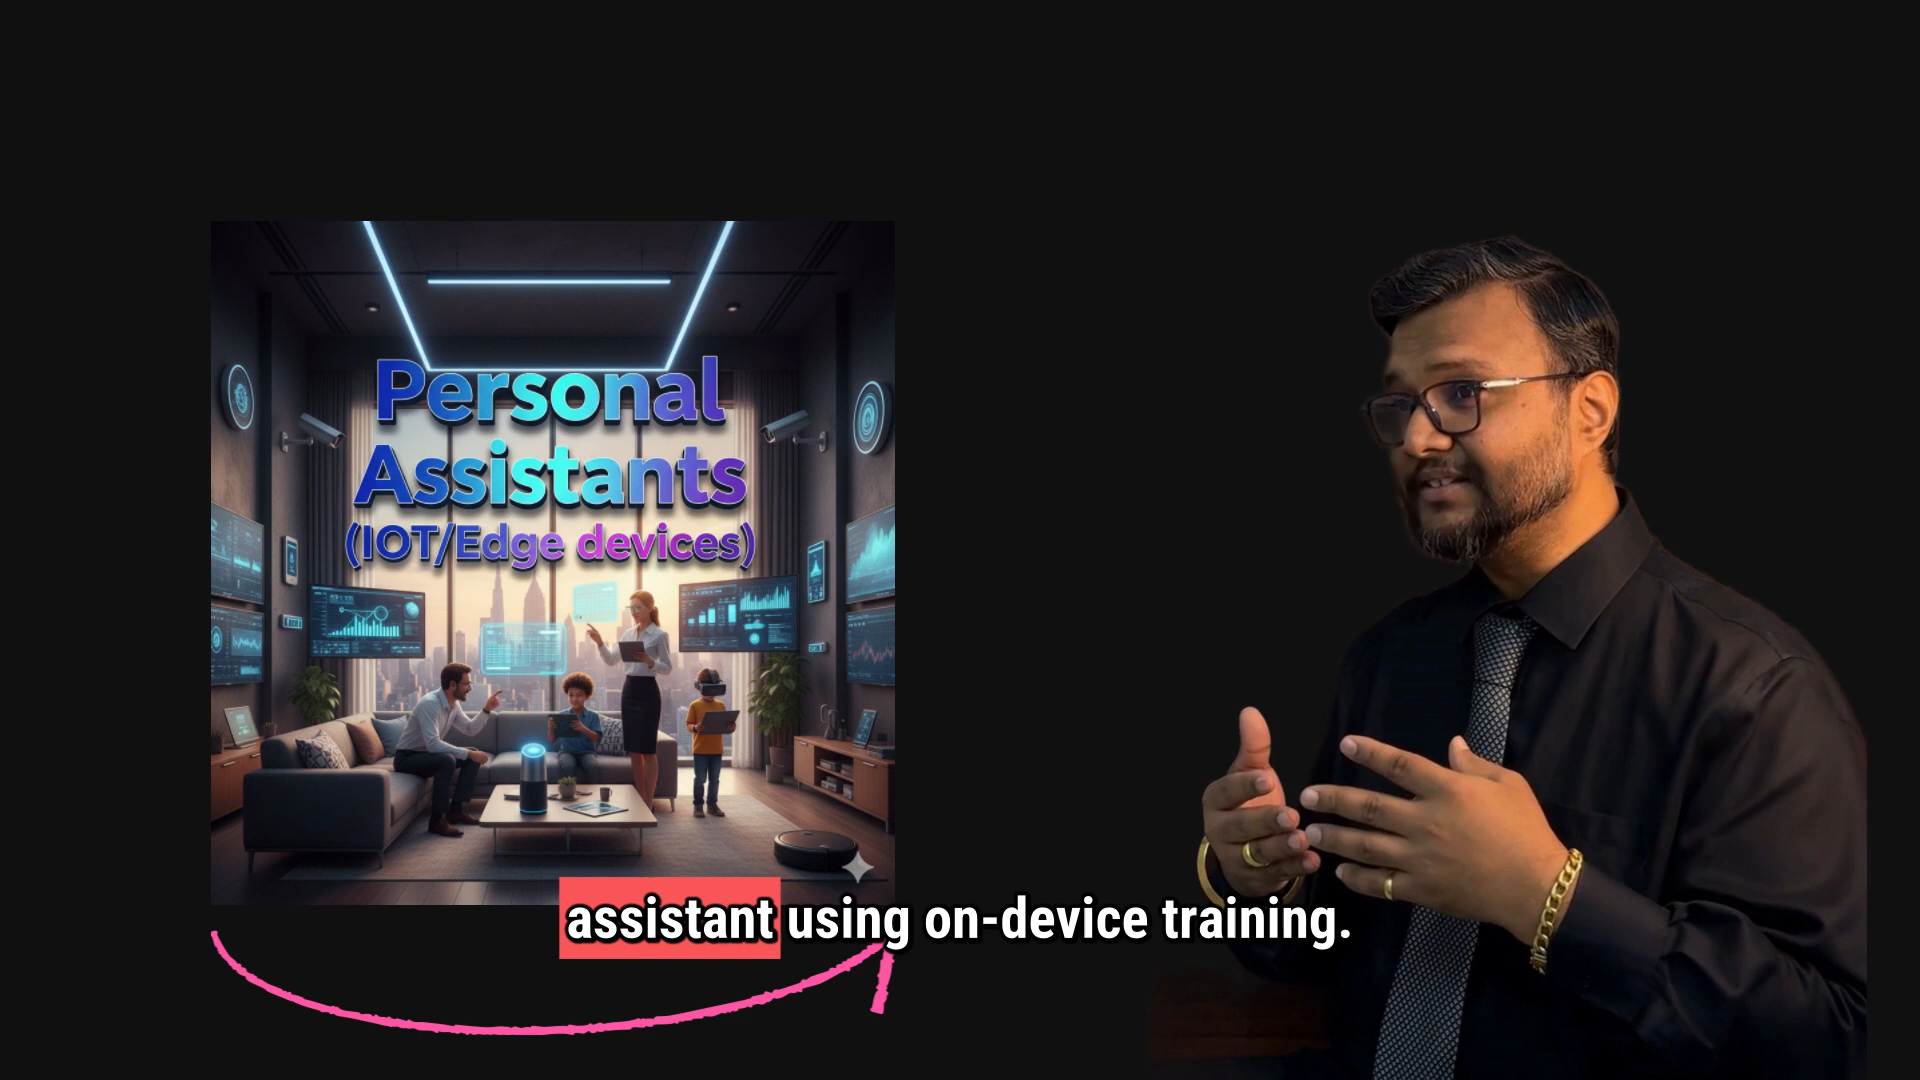 Personal
Assistants
(IOT/Edge devices)
assistant using on-device training.